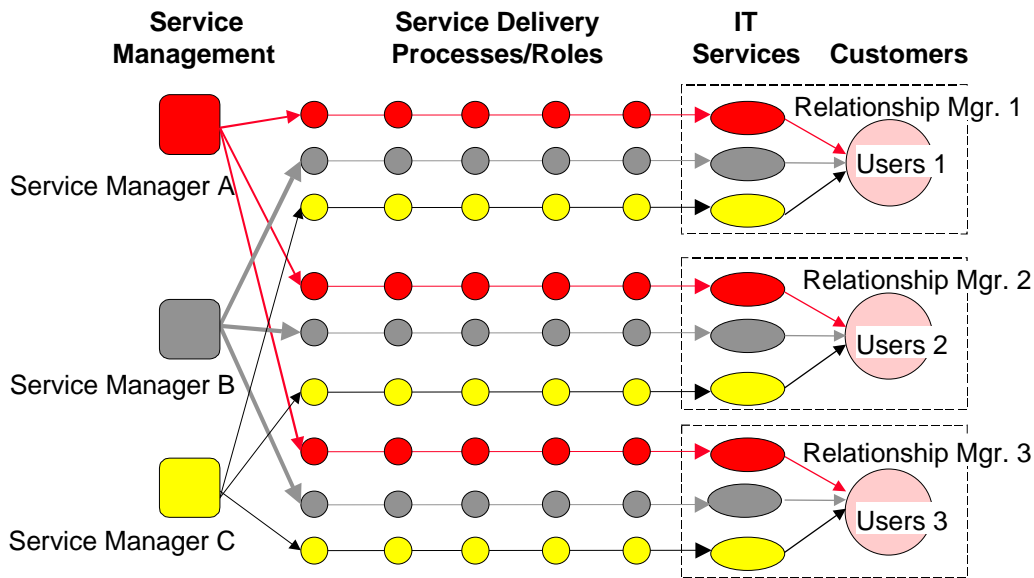 Service
Management
Service Delivery
Processes/Roles
IT
Services
Customers
Relationship Mgr. 1
Users 1
Service Manager A
Relationship Mgr. 2
Users 2
Service Manager B
Relationship Mgr. 3
Users 3
Service Manager C